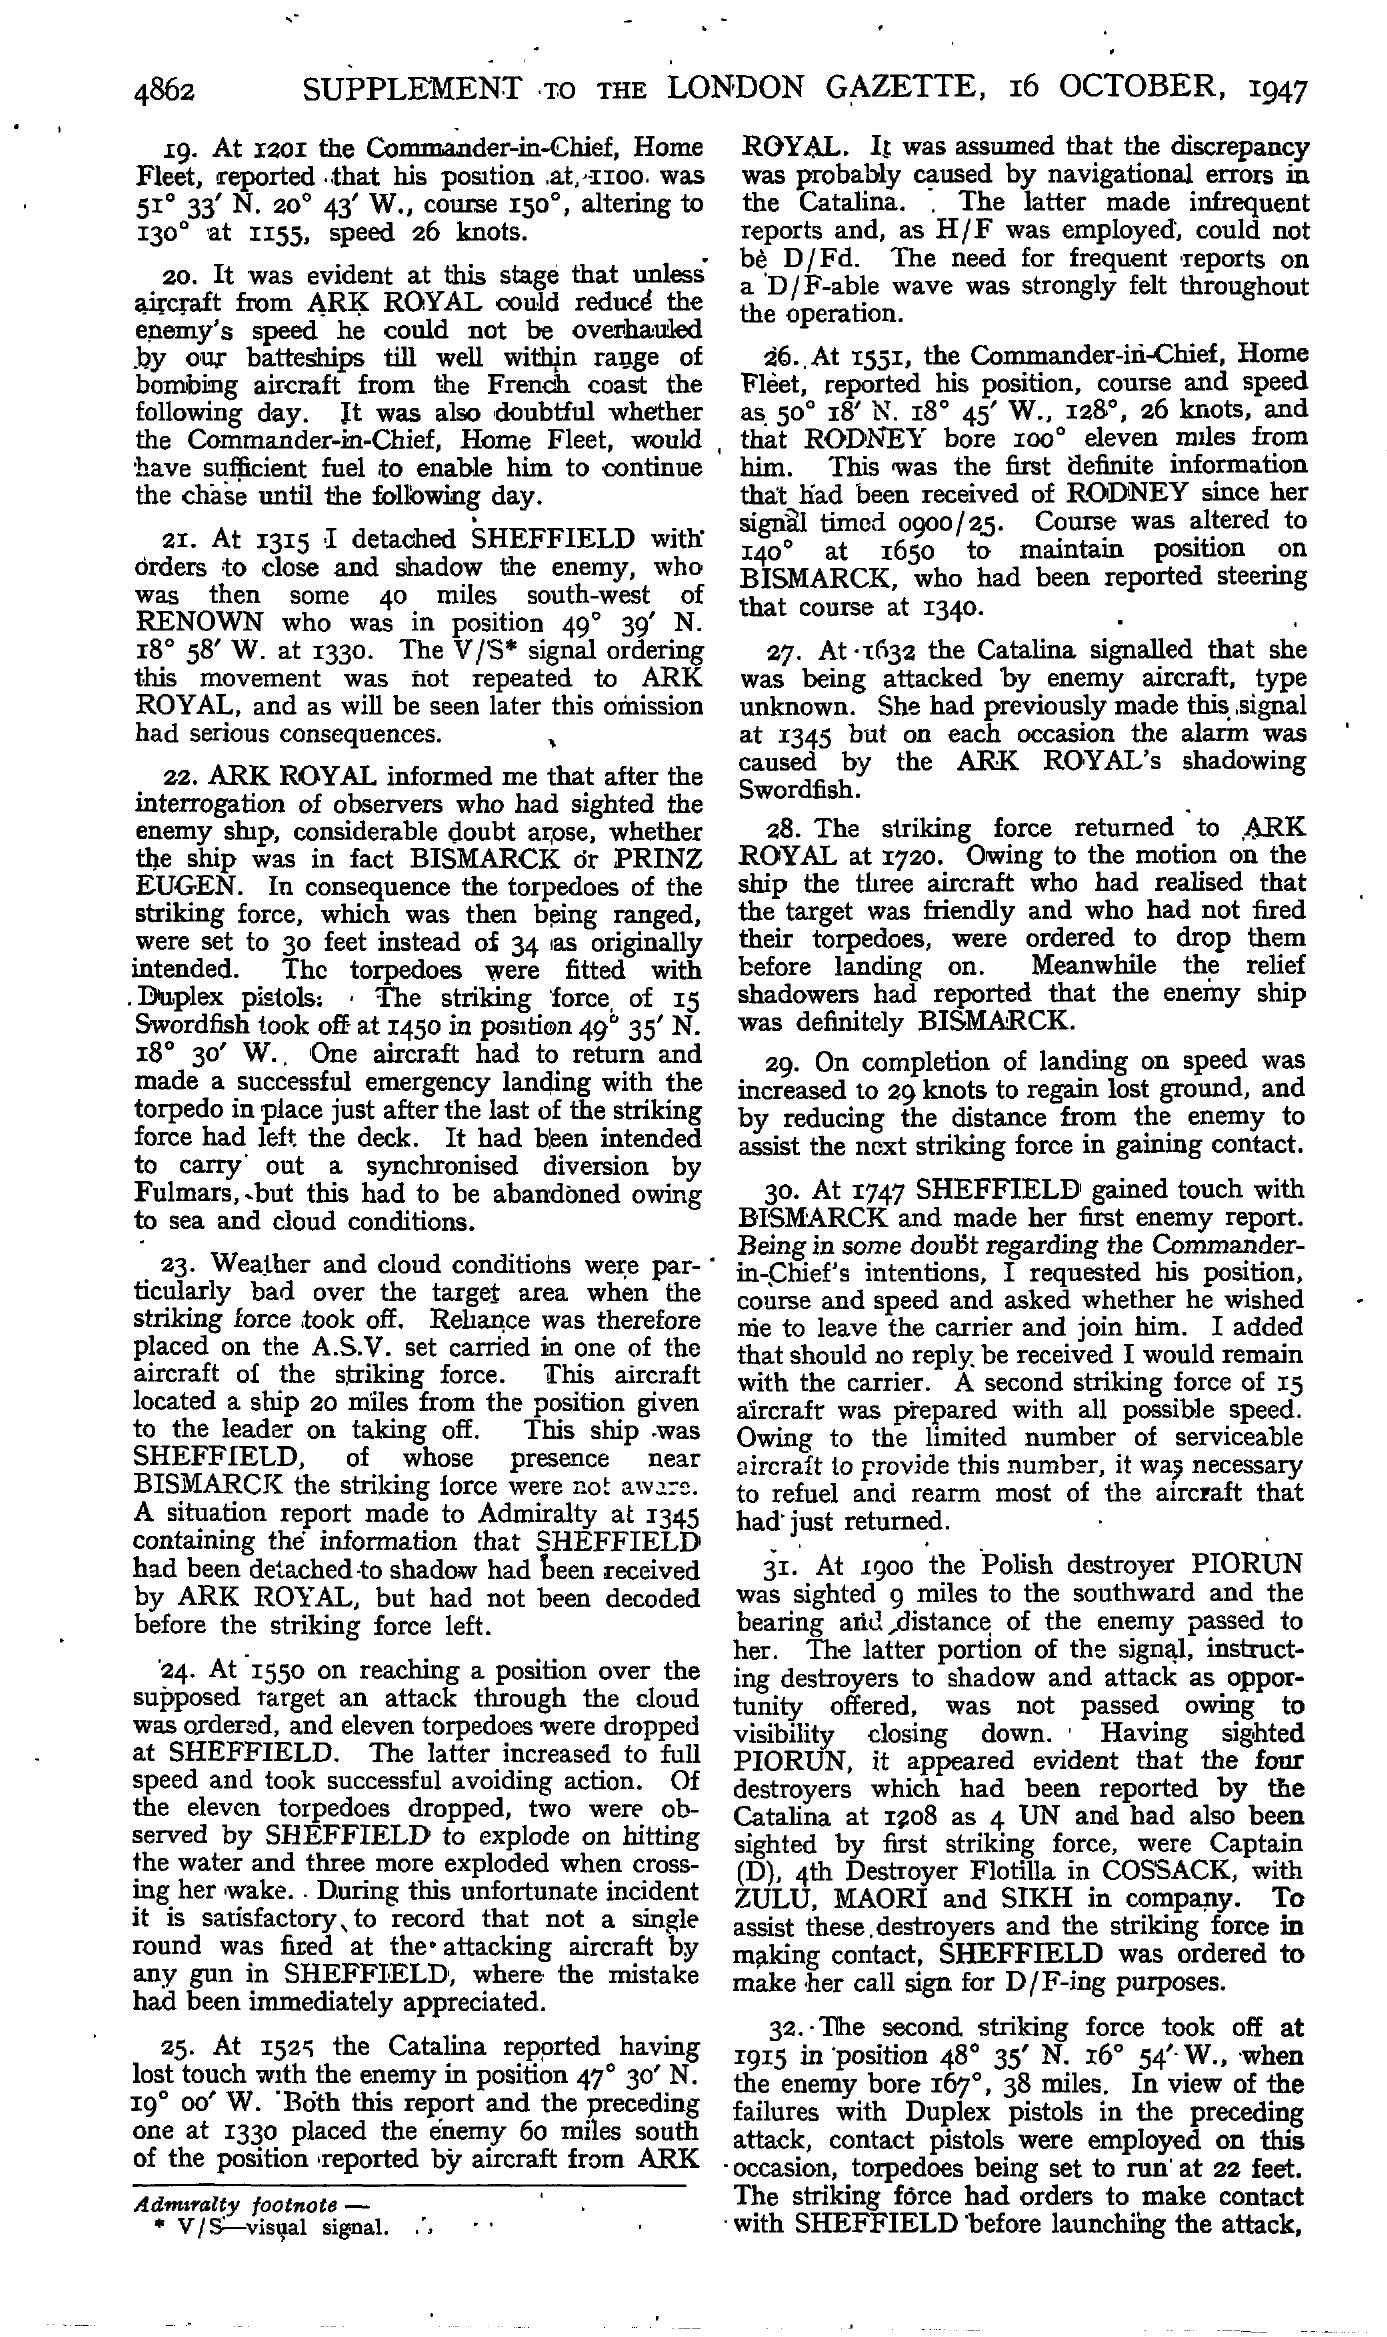 4862 SUPPLEMENT TO THE LONDON GAZETTE, 16 OCTOBER, 1947
19. At 1201 the Commander-in-Chief, Home
Fleet, reported that his position at 1100 was
51° 33′ N. 20° 43′ W., course 150°, altering to
130° at 1155, speed 26 knots.
20. It was evident at this stage that unless
aircraft from ARK ROYAL could reduce the
enemy's speed he could not be overhauled
by our batteships till well within range of
bombing aircraft from the French coast the
following day. It was also doubtful whether
the Commander-in-Chief, Home Fleet, would
have sufficient fuel to enable him to continue
the chase until the following day.
21. At 1315 I detached SHEFFIELD with
orders to close and shadow the enemy, who
was then some 40 miles south-west of
RENOWN who was in position 49° 39′ N.
18° 58′ W. at 1330. The V/S* signal ordering
this movement was not repeated to ARK
ROYAL, and as will be seen later this omission
had serious consequences.
22. ARK ROYAL informed me that after the
interrogation of observers who had sighted the
enemy ship, considerable doubt arose, whether
the ship was in fact BISMARCK or PRINZ
EUGEN. In consequence the torpedoes of the
striking force, which was then being ranged,
were set to 30 feet instead of 34 as originally
intended. The torpedoes were fitted with
Duplex pistols. The striking force of 15
Swordfish took off at 1450 in position 49° 35′ N.
18° 30′ W. One aircraft had to return and
made a successful emergency landing with the
torpedo in place just after the last of the striking
force had left the deck. It had been intended
to carry out a synchronised diversion by
Fulmars, but this had to be abandoned owing
to sea and cloud conditions.
23. Weather and cloud conditions were par-
ticularly bad over the target area when the
striking force took off. Reliance was therefore
placed on the A.S.V. set carried in one of the
aircraft of the striking force. This aircraft
located a ship 20 miles from the position given
to the leader on taking off. This ship was
SHEFFIELD, of whose presence near
BISMARCK the striking force were not aware.
A situation report made to Admiralty at 1345
containing the information that SHEFFIELD
had been detached to shadow had been received
by ARK ROYAL, but had not been decoded
before the striking force left.
24. At 1550 on reaching a position over the
supposed target an attack through the cloud
was ordered, and eleven torpedoes were dropped
at SHEFFIELD. The latter increased to full
speed and took successful avoiding action. Of
the eleven torpedoes dropped, two were ob-
served by SHEFFIELD to explode on hitting
the water and three more exploded when cross-
ing her wake. During this unfortunate incident
it is satisfactory to record that not a single
round was fired at the attacking aircraft by
any gun in SHEFFIELD, where the mistake
had been immediately appreciated.
25. At 1525 the Catalina reported having
lost touch with the enemy in position 47° 30′ N.
19° 00′ W. Both this report and the preceding
one at 1330 placed the enemy 60 miles south
of the position reported by aircraft from ARK
Admiralty footnote —
* V/S—visual signal.
ROYAL. It was assumed that the discrepancy
was probably caused by navigational errors in
the Catalina. The latter made infrequent
reports and, as H/F was employed, could not
be D/Fd. The need for frequent reports on
a D/F-able wave was strongly felt throughout
the operation.
26. At 1551, the Commander-in-Chief, Home
Fleet, reported his position, course and speed
as 50° 18′ N. 18° 45′ W., 128°, 26 knots, and
that RODNEY bore 100° eleven miles from
him. This was the first definite information
that had been received of RODNEY since her
signal timed 0900/25. Course was altered to
140° at 1650 to maintain position on
BISMARCK, who had been reported steering
that course at 1340.
27. At 1632 the Catalina signalled that she
was being attacked by enemy aircraft, type
unknown. She had previously made this signal
at 1345 but on each occasion the alarm was
caused by the ARK ROYAL's shadowing
Swordfish.
28. The striking force returned to ARK
ROYAL at 1720. Owing to the motion on the
ship the three aircraft who had realised that
the target was friendly and who had not fired
their torpedoes, were ordered to drop them
before landing on. Meanwhile the relief
shadowers had reported that the enemy ship
was definitely BISMARCK.
29. On completion of landing on speed was
increased to 29 knots to regain lost ground, and
by reducing the distance from the enemy to
assist the next striking force in gaining contact.
30. At 1747 SHEFFIELD gained touch with
BISMARCK and made her first enemy report.
Being in some doubt regarding the Commander-
in-Chief's intentions, I requested his position,
course and speed and asked whether he wished
me to leave the carrier and join him. I added
that should no reply be received I would remain
with the carrier. A second striking force of 15
aircraft was prepared with all possible speed.
Owing to the limited number of serviceable
aircraft to provide this number, it was necessary
to refuel and rearm most of the aircraft that
had just returned.
31. At 1900 the Polish destroyer PIORUN
was sighted 9 miles to the southward and the
bearing and distance of the enemy passed to
her. The latter portion of the signal, instruct-
ing destroyers to shadow and attack as oppor-
tunity offered, was not passed owing to
visibility closing down. Having sighted
PIORUN, it appeared evident that the four
destroyers which had been reported by the
Catalina at 1208 as 4 UN and had also been
sighted by first striking force, were Captain
(D), 4th Destroyer Flotilla in COSSACK, with
ZULU, MAORI and SIKH in company. To
assist these destroyers and the striking force in
making contact, SHEFFIELD was ordered to
make her call sign for D/F-ing purposes.
32. The second striking force took off at
1915 in position 48° 35′ N. 16° 54′ W., when
the enemy bore 167°, 38 miles. In view of the
failures with Duplex pistols in the preceding
attack, contact pistols were employed on this
occasion, torpedoes being set to run at 22 feet.
The striking force had orders to make contact
with SHEFFIELD before launching the attack,